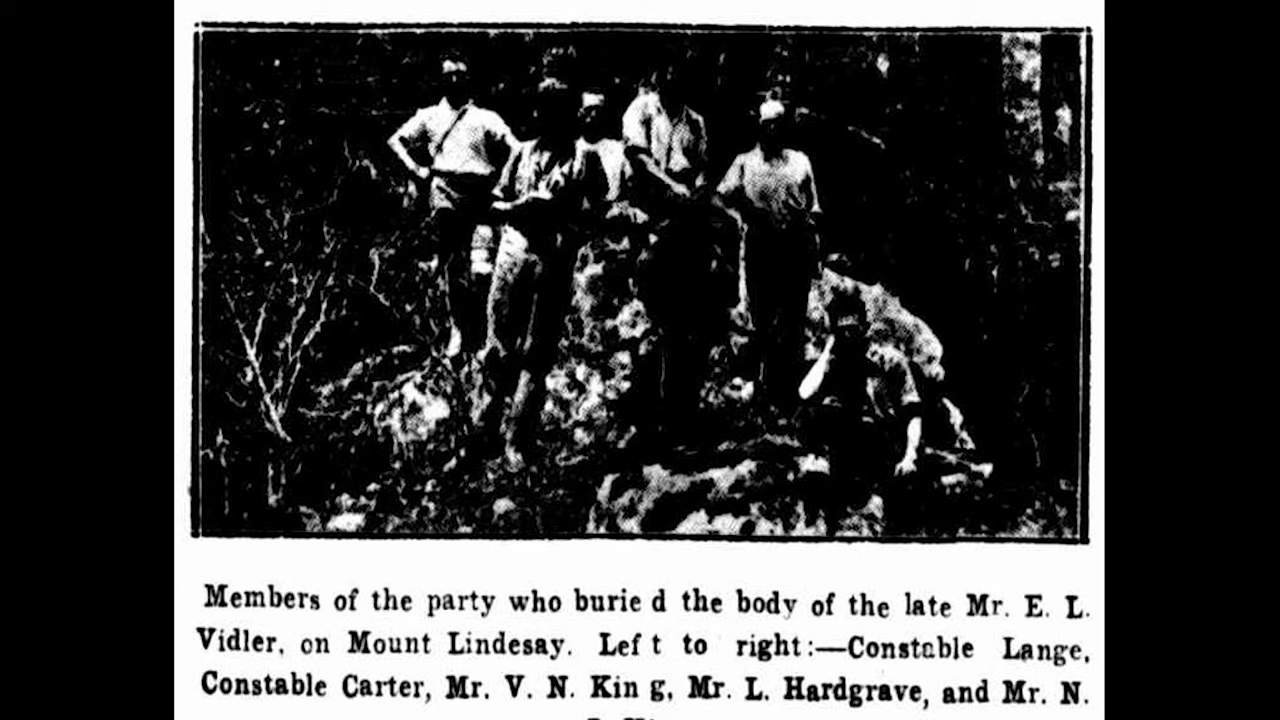 Members of the party who burie d the body of the late Mr. E. L.
Vidler, on Mount Lindesay. Lef t to right:—Constable Lange,
Constable Carter, Mr. V. N. Kin g, Mr. L. Hardgrave, and Mr. N.